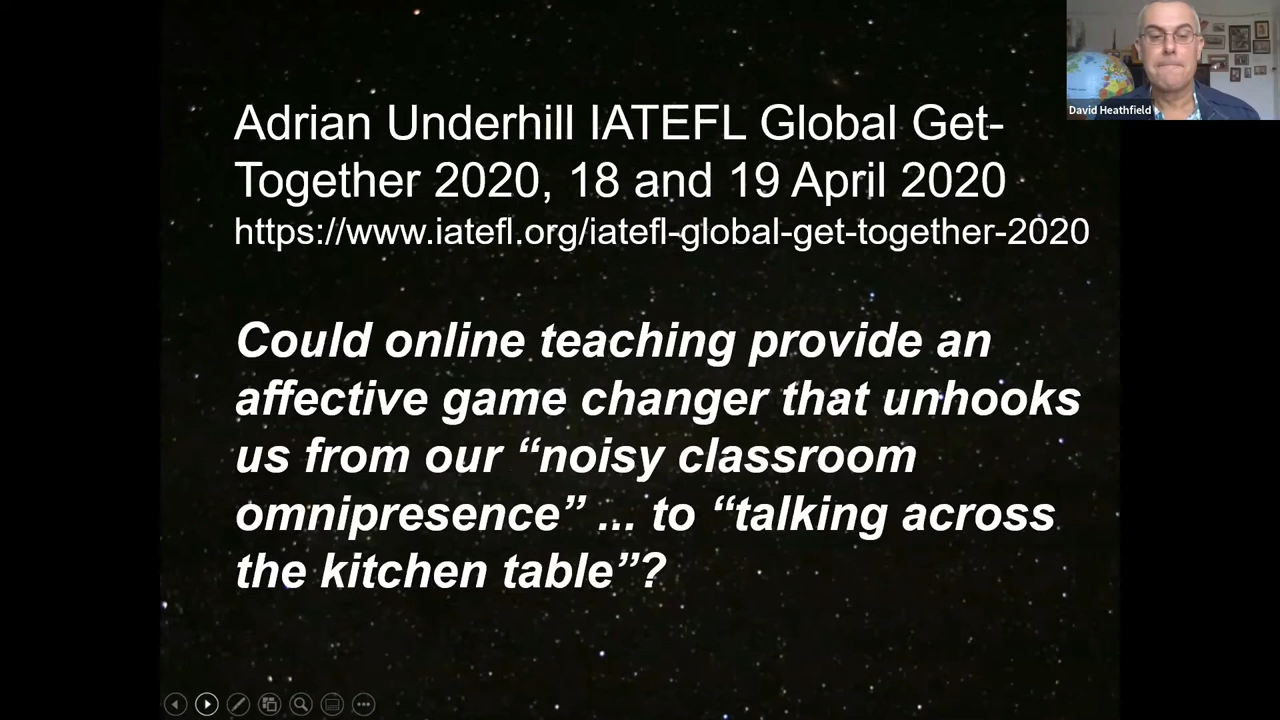 Adrian Underhill IATEFL Global Get-
Together 2020, 18 and 19 April 2020
https://www.iatefl.org/iatefl-global-get-together-2020
Could online teaching provide an
affective game changer that unhooks
us from our “noisy classroom
omnipresence” ... to “talking across
the kitchen table”?
David Heathfield